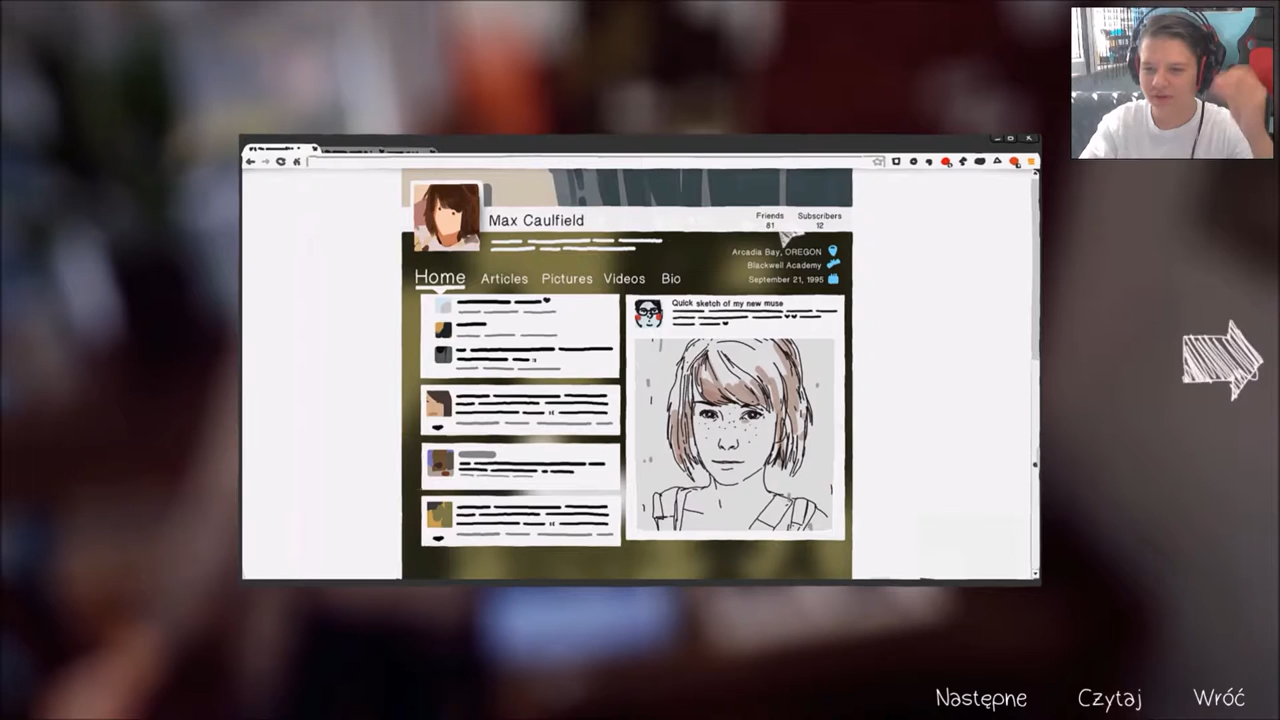 Max Caulfield
Friends
81
Subscribers
12
Arcadia Bay, OREGON
Blackwell Academy
September 21, 1995
Home
Articles
Pictures
Videos
Bio
Quick sketch of my new muse
Następne
Czytaj
Wróć